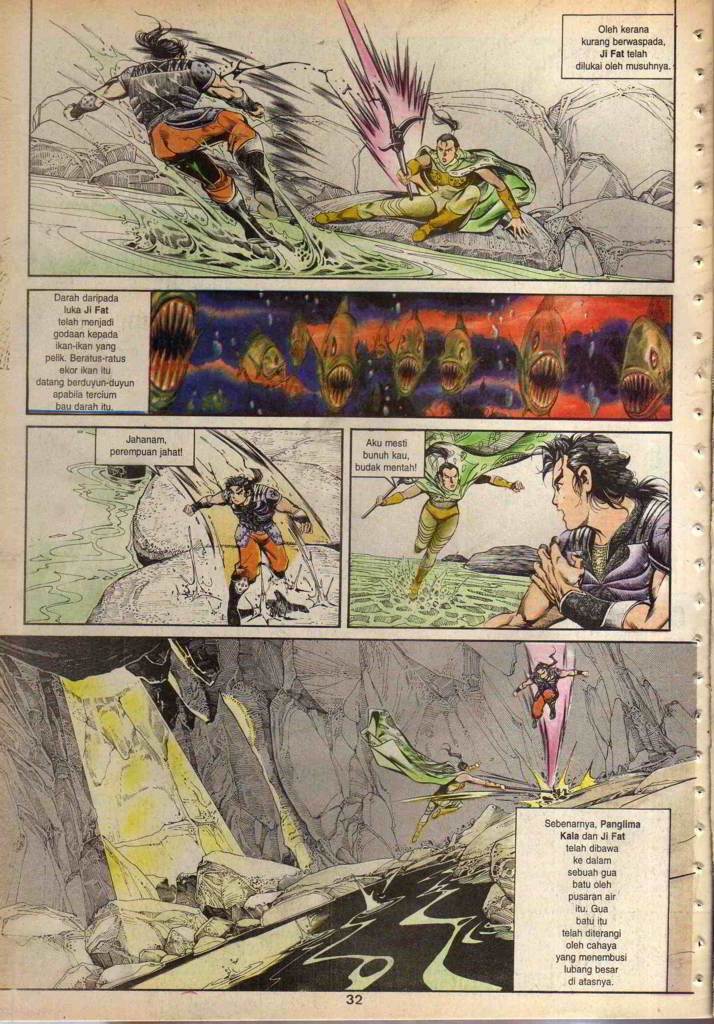 Oleh kerana
kurang berwaspada,
Ji Fat telah
dilukai oleh musuhnya.
Darah daripada
luka Ji Fat
telah menjadi
godaan kepada
ikan-ikan yang
pelik. Beratus-ratus
ekor ikan itu
datang berduyun-duyun
apabila tercium
bau darah itu.
Jahanam,
perempuan jahat!
Aku mesti
bunuh kau,
budak mentah!
Sebenarnya, Panglima
Kala dan Ji Fat
telah dibawa
ke dalam
sebuah gua
batu oleh
pusaran air
itu. Gua
batu itu
telah diterangi
oleh cahaya
yang menembusi
lubang besar
di atasnya.
32